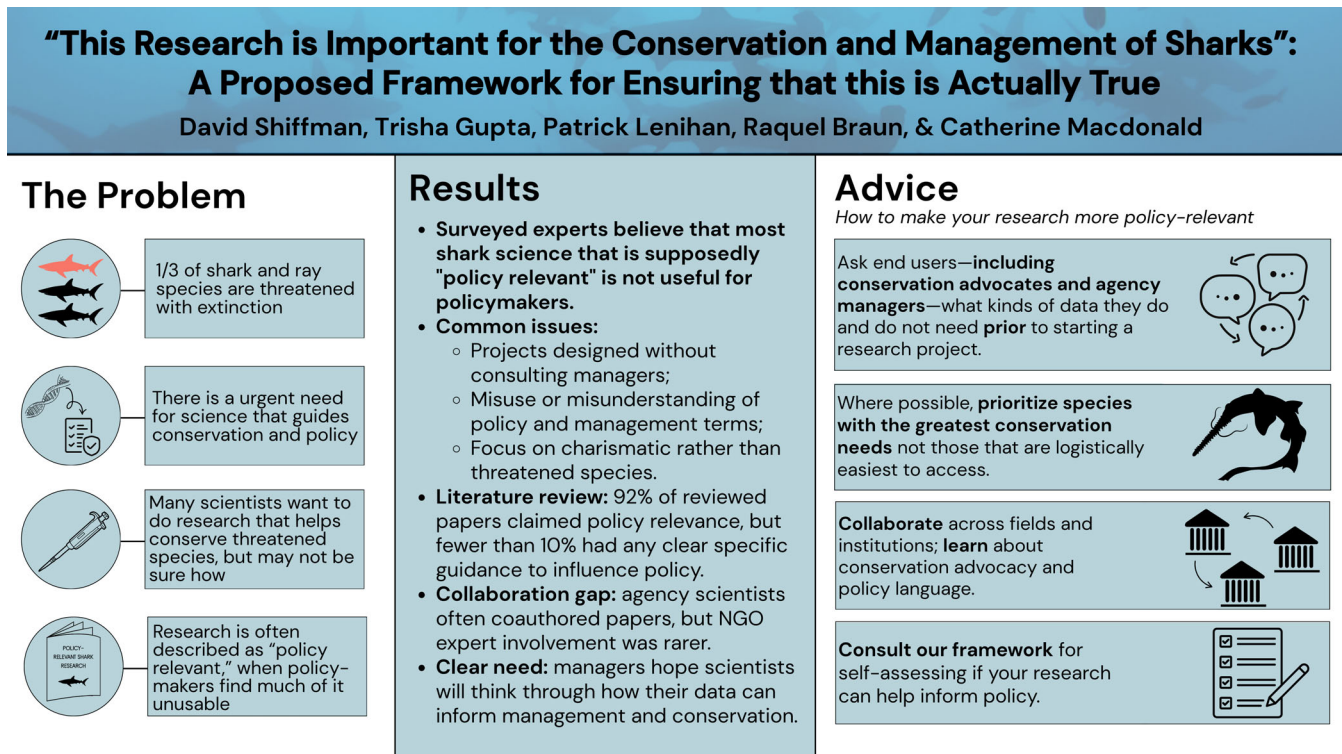 “This Research is Important for the Conservation and Management of Sharks”:
A Proposed Framework for Ensuring that this is Actually True
David Shiffman, Trisha Gupta, Patrick Lenihan, Raquel Braun, & Catherine Macdonald
The Problem
1/3 of shark and ray
species are threatened
with extinction
There is a urgent need
for science that guides
conservation and policy
Many scientists want to
do research that helps
conserve threatened
species, but may not be
sure how
POLICY-
RELEVANT SHARK
RESEARCH
Research is often
described as “policy
relevant,” when policy-
makers find much of it
unusable
Results
• Surveyed experts believe that most
shark science that is supposedly
"policy relevant" is not useful for
policymakers.
• Common issues:
◦ Projects designed without
consulting managers;
◦ Misuse or misunderstanding of
policy and management terms;
◦ Focus on charismatic rather than
threatened species.
• Literature review: 92% of reviewed
papers claimed policy relevance, but
fewer than 10% had any clear specific
guidance to influence policy.
• Collaboration gap: agency scientists
often coauthored papers, but NGO
expert involvement was rarer.
• Clear need: managers hope scientists
will think through how their data can
inform management and conservation.
Advice
How to make your research more policy-relevant
Ask end users—including
conservation advocates and agency
managers—what kinds of data they do
and do not need prior to starting a
research project.
Where possible, prioritize species
with the greatest conservation
needs not those that are logistically
easiest to access.
Collaborate across fields and
institutions; learn about
conservation advocacy and
policy language.
Consult our framework for
self-assessing if your research
can help inform policy.